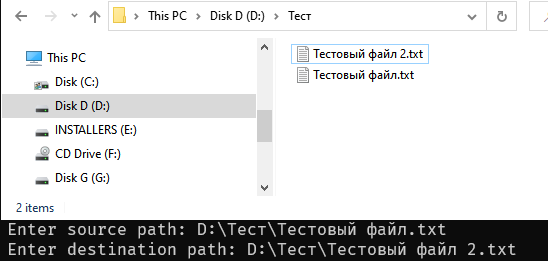 This PC > Disk D (D:) > Тест
This PC
Disk (C:)
Disk D (D:)
INSTALLERS (E:)
CD Drive (F:)
Disk G (G:)
Тестовый файл 2.txt
Тестовый файл.txt
2 items
Enter source path: D:\Тест\Тестовый файл.txt
Enter destination path: D:\Тест\Тестовый файл 2.txt